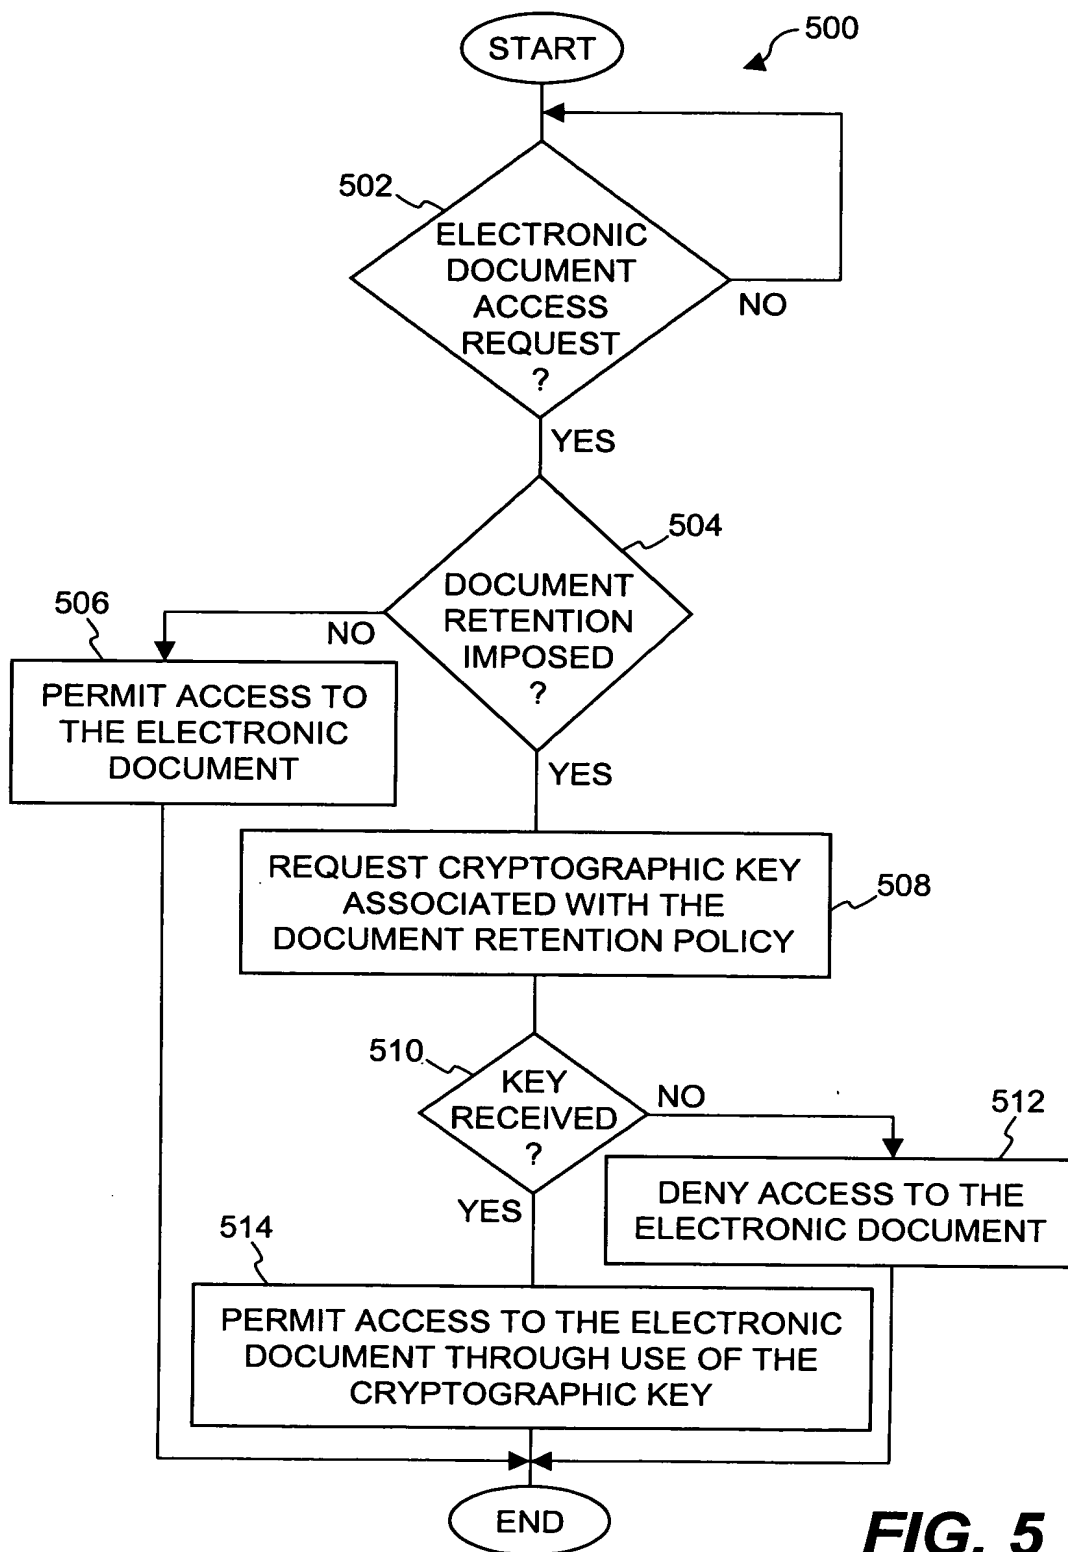 START
500
502
ELECTRONIC
DOCUMENT
ACCESS
REQUEST
?
NO
YES
504
DOCUMENT
RETENTION
IMPOSED
?
506
NO
PERMIT ACCESS TO
THE ELECTRONIC
DOCUMENT
YES
REQUEST CRYPTOGRAPHIC KEY
ASSOCIATED WITH THE
DOCUMENT RETENTION POLICY
508
510
KEY
RECEIVED
?
NO
512
YES
DENY ACCESS TO THE
ELECTRONIC DOCUMENT
514
PERMIT ACCESS TO THE ELECTRONIC
DOCUMENT THROUGH USE OF THE
CRYPTOGRAPHIC KEY
END
FIG. 5